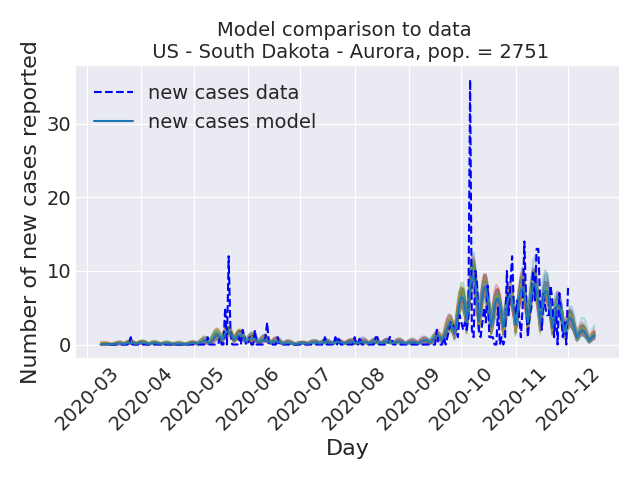 Model comparison to data
US - South Dakota - Aurora, pop. = 2751
new cases data
new cases model
Number of new cases reported
30
20
10
0
2020-03
2020-04
2020-05
2020-06
2020-07
2020-08
2020-09
2020-10
2020-11
2020-12
Day